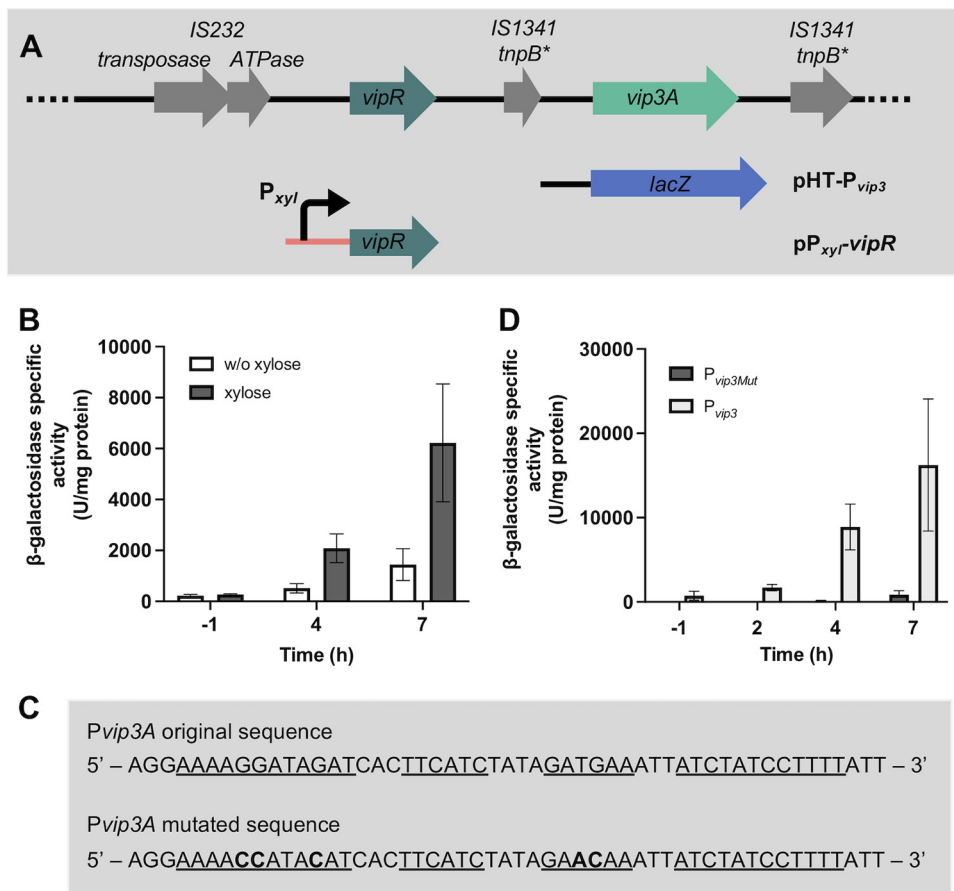 A
IS232
transposase ATPase
IS1341
tnpB*
IS1341
tnpB*
vipR
vip3A
lacZ
pHT-Pvip3
Pxyl
vipR
pPxyl-vipR
B
β-galactosidase specific
activity
(U/mg protein)
10000
8000
6000
4000
2000
0
w/o xylose
xylose
-1 4 7
Time (h)
D
β-galactosidase specific
activity
(U/mg protein)
30000
20000
10000
0
Pvip3Mut
Pvip3
-1 2 4 7
Time (h)
C
Pvip3A original sequence
5’ – AGGAAAAGGATAGATCACTTCATCTATAGATGAAATTATCTATCCTTTTATT – 3’
Pvip3A mutated sequence
5’ – AGGAAAACCATACATCACTTCATCTATAGAACAAATTATCTATCCTTTTATT – 3’